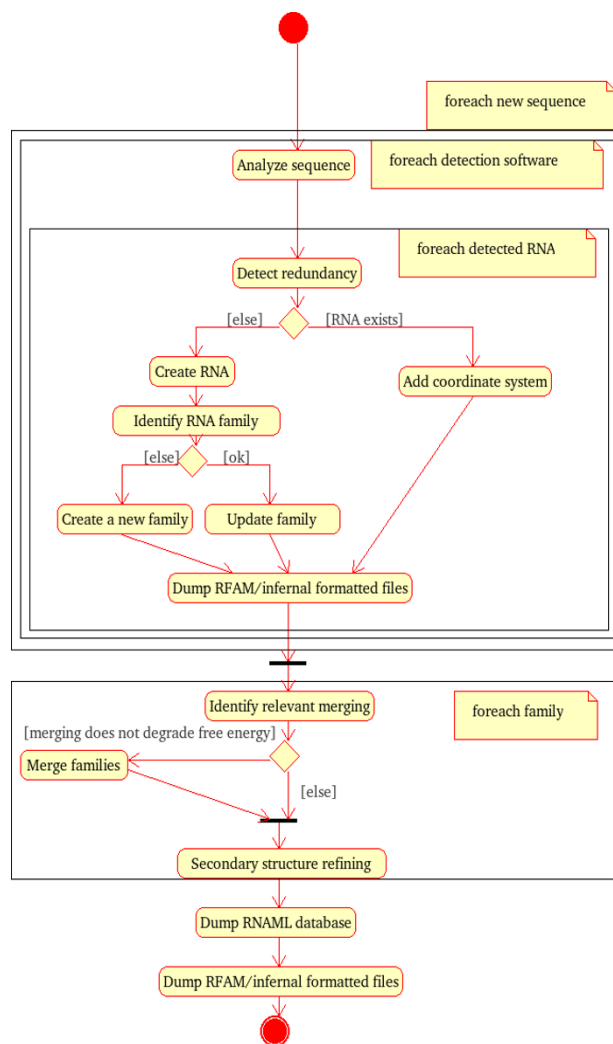 foreach new sequence
foreach detection software
Analyze sequence
foreach detected RNA
Detect redundancy
[else]
[RNA exists]
Create RNA
Add coordinate system
Identify RNA family
[else]
[ok]
Create a new family
Update family
Dump RFAM/infernal formatted files
Identify relevant merging
foreach family
[merging does not degrade free energy]
Merge families
[else]
Secondary structure refining
Dump RNAML database
Dump RFAM/infernal formatted files